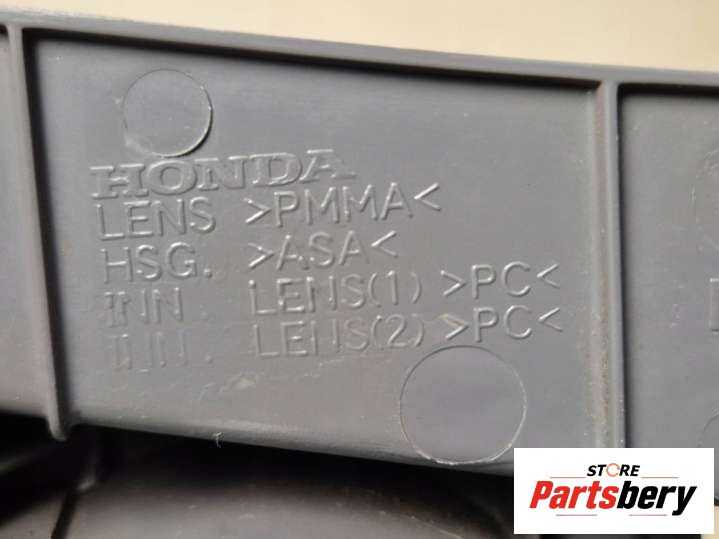 HONDA
LENS >PMMA<
HSG. >ASA<
INN LENS(1) >PC<
INN. LENS(2) >PC<
STORE
Partsbery